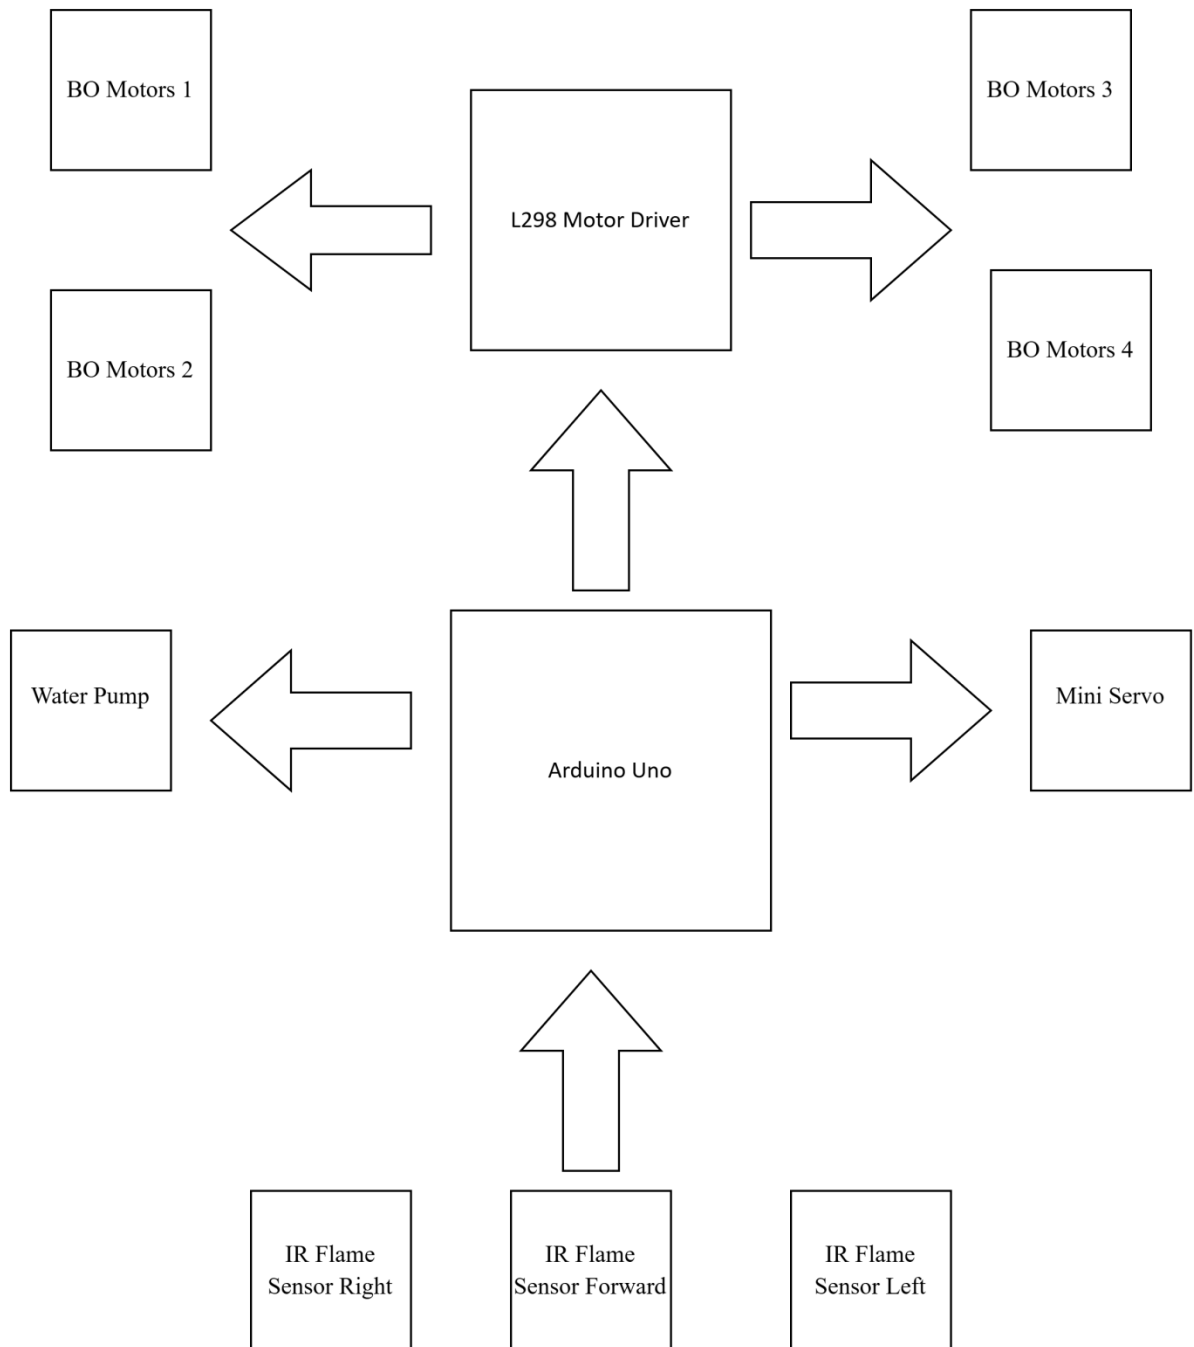 BO Motors 1
BO Motors 3
L298 Motor Driver
BO Motors 2
BO Motors 4
Water Pump
Mini Servo
Arduino Uno
IR Flame
Sensor Right
IR Flame
Sensor Forward
IR Flame
Sensor Left